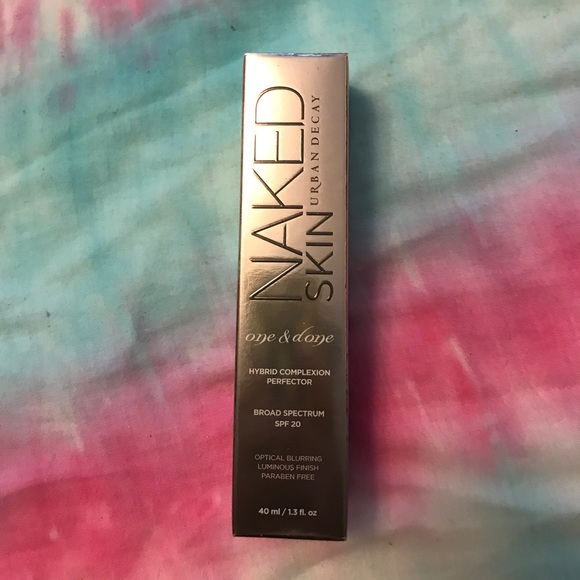 NAKED
SKIN
URBAN DECAY
one & done
HYBRID COMPLEXION
PERFECTOR
BROAD SPECTRUM
SPF 20
OPTICAL BLURRING
LUMINOUS FINISH
PARABEN FREE
40 ml / 1.3 fl. oz